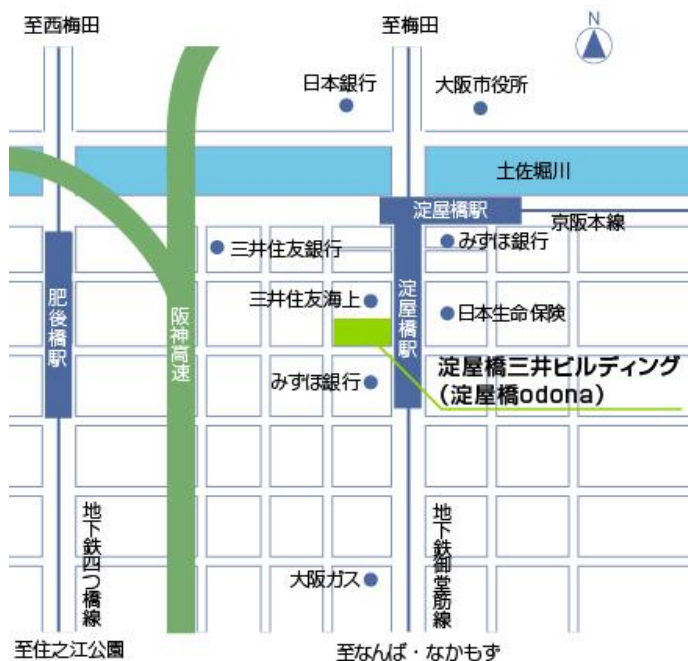 至西梅田
至梅田
N
日本銀行
大阪市役所
土佐堀川
淀屋橋駅
京阪本線
三井住友銀行
みずほ銀行
肥後橋駅
阪神高速
三井住友海上
淀屋橋駅
日本生命保険
淀屋橋三井ビルディング
(淀屋橋odona)
みずほ銀行
地下鉄四つ橋線
地下鉄御堂筋線
大阪ガス
至住之江公園
至なんば・なかもず